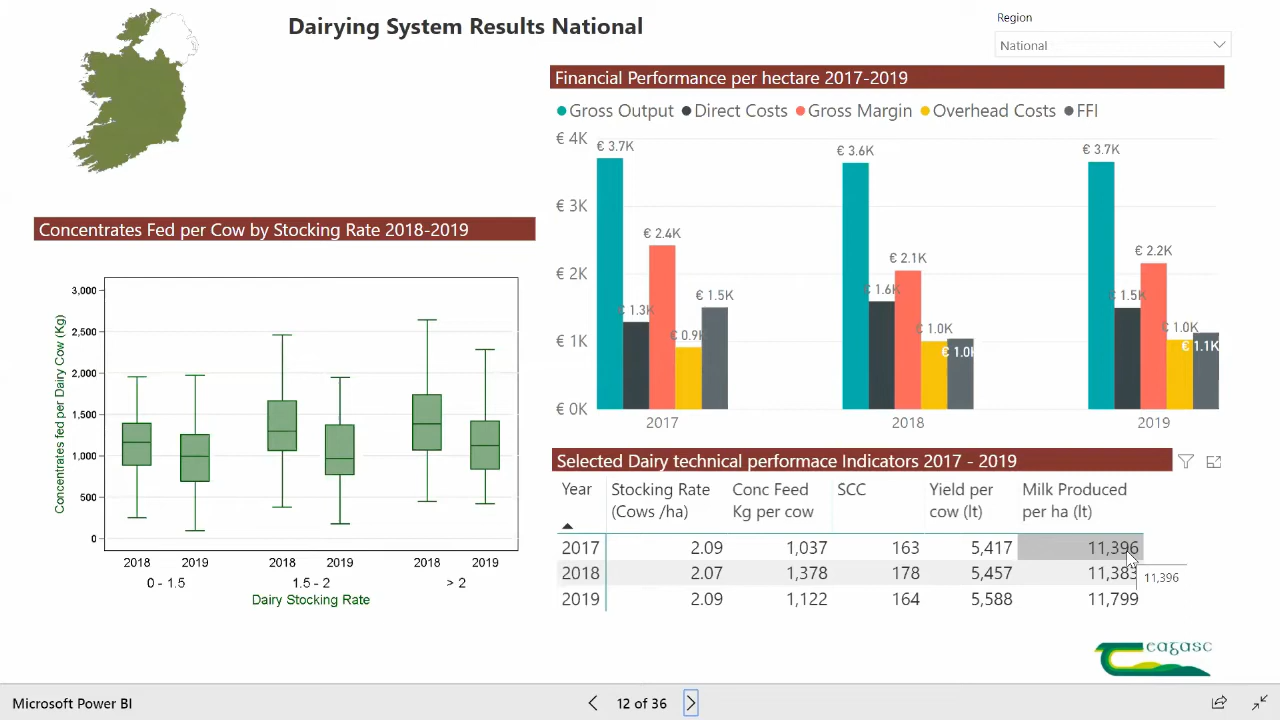 Dairying System Results National
Region
National
Financial Performance per hectare 2017-2019
Gross Output Direct Costs Gross Margin Overhead Costs FFI
€ 4K
€ 3K
€ 2K
€ 1K
€ 0K
€ 3.7K
€ 1.3K
€ 2.4K
€ 0.9K
€ 1.5K
€ 3.6K
€ 1.6K
€ 2.1K
€ 1.0K
€ 1.0K
€ 3.7K
€ 1.5K
€ 2.2K
€ 1.0K
€ 1.1K
2017 2018 2019
Concentrates Fed per Cow by Stocking Rate 2018-2019
Concentrates fed per Dairy Cow (Kg)
3,000
2,500
2,000
1,500
1,000
500
0
2018 2019 2018 2019 2018 2019
0 - 1.5 1.5 - 2 > 2
Dairy Stocking Rate
Selected Dairy technical performace Indicators 2017 - 2019
Year Stocking Rate (Cows /ha) Conc Feed Kg per cow SCC Yield per cow (lt) Milk Produced per ha (lt)
2017 2.09 1,037 163 5,417 11,396
2018 2.07 1,378 178 5,457 11,383
2019 2.09 1,122 164 5,588 11,799
11,396
eagasc
Microsoft Power BI
12 of 36